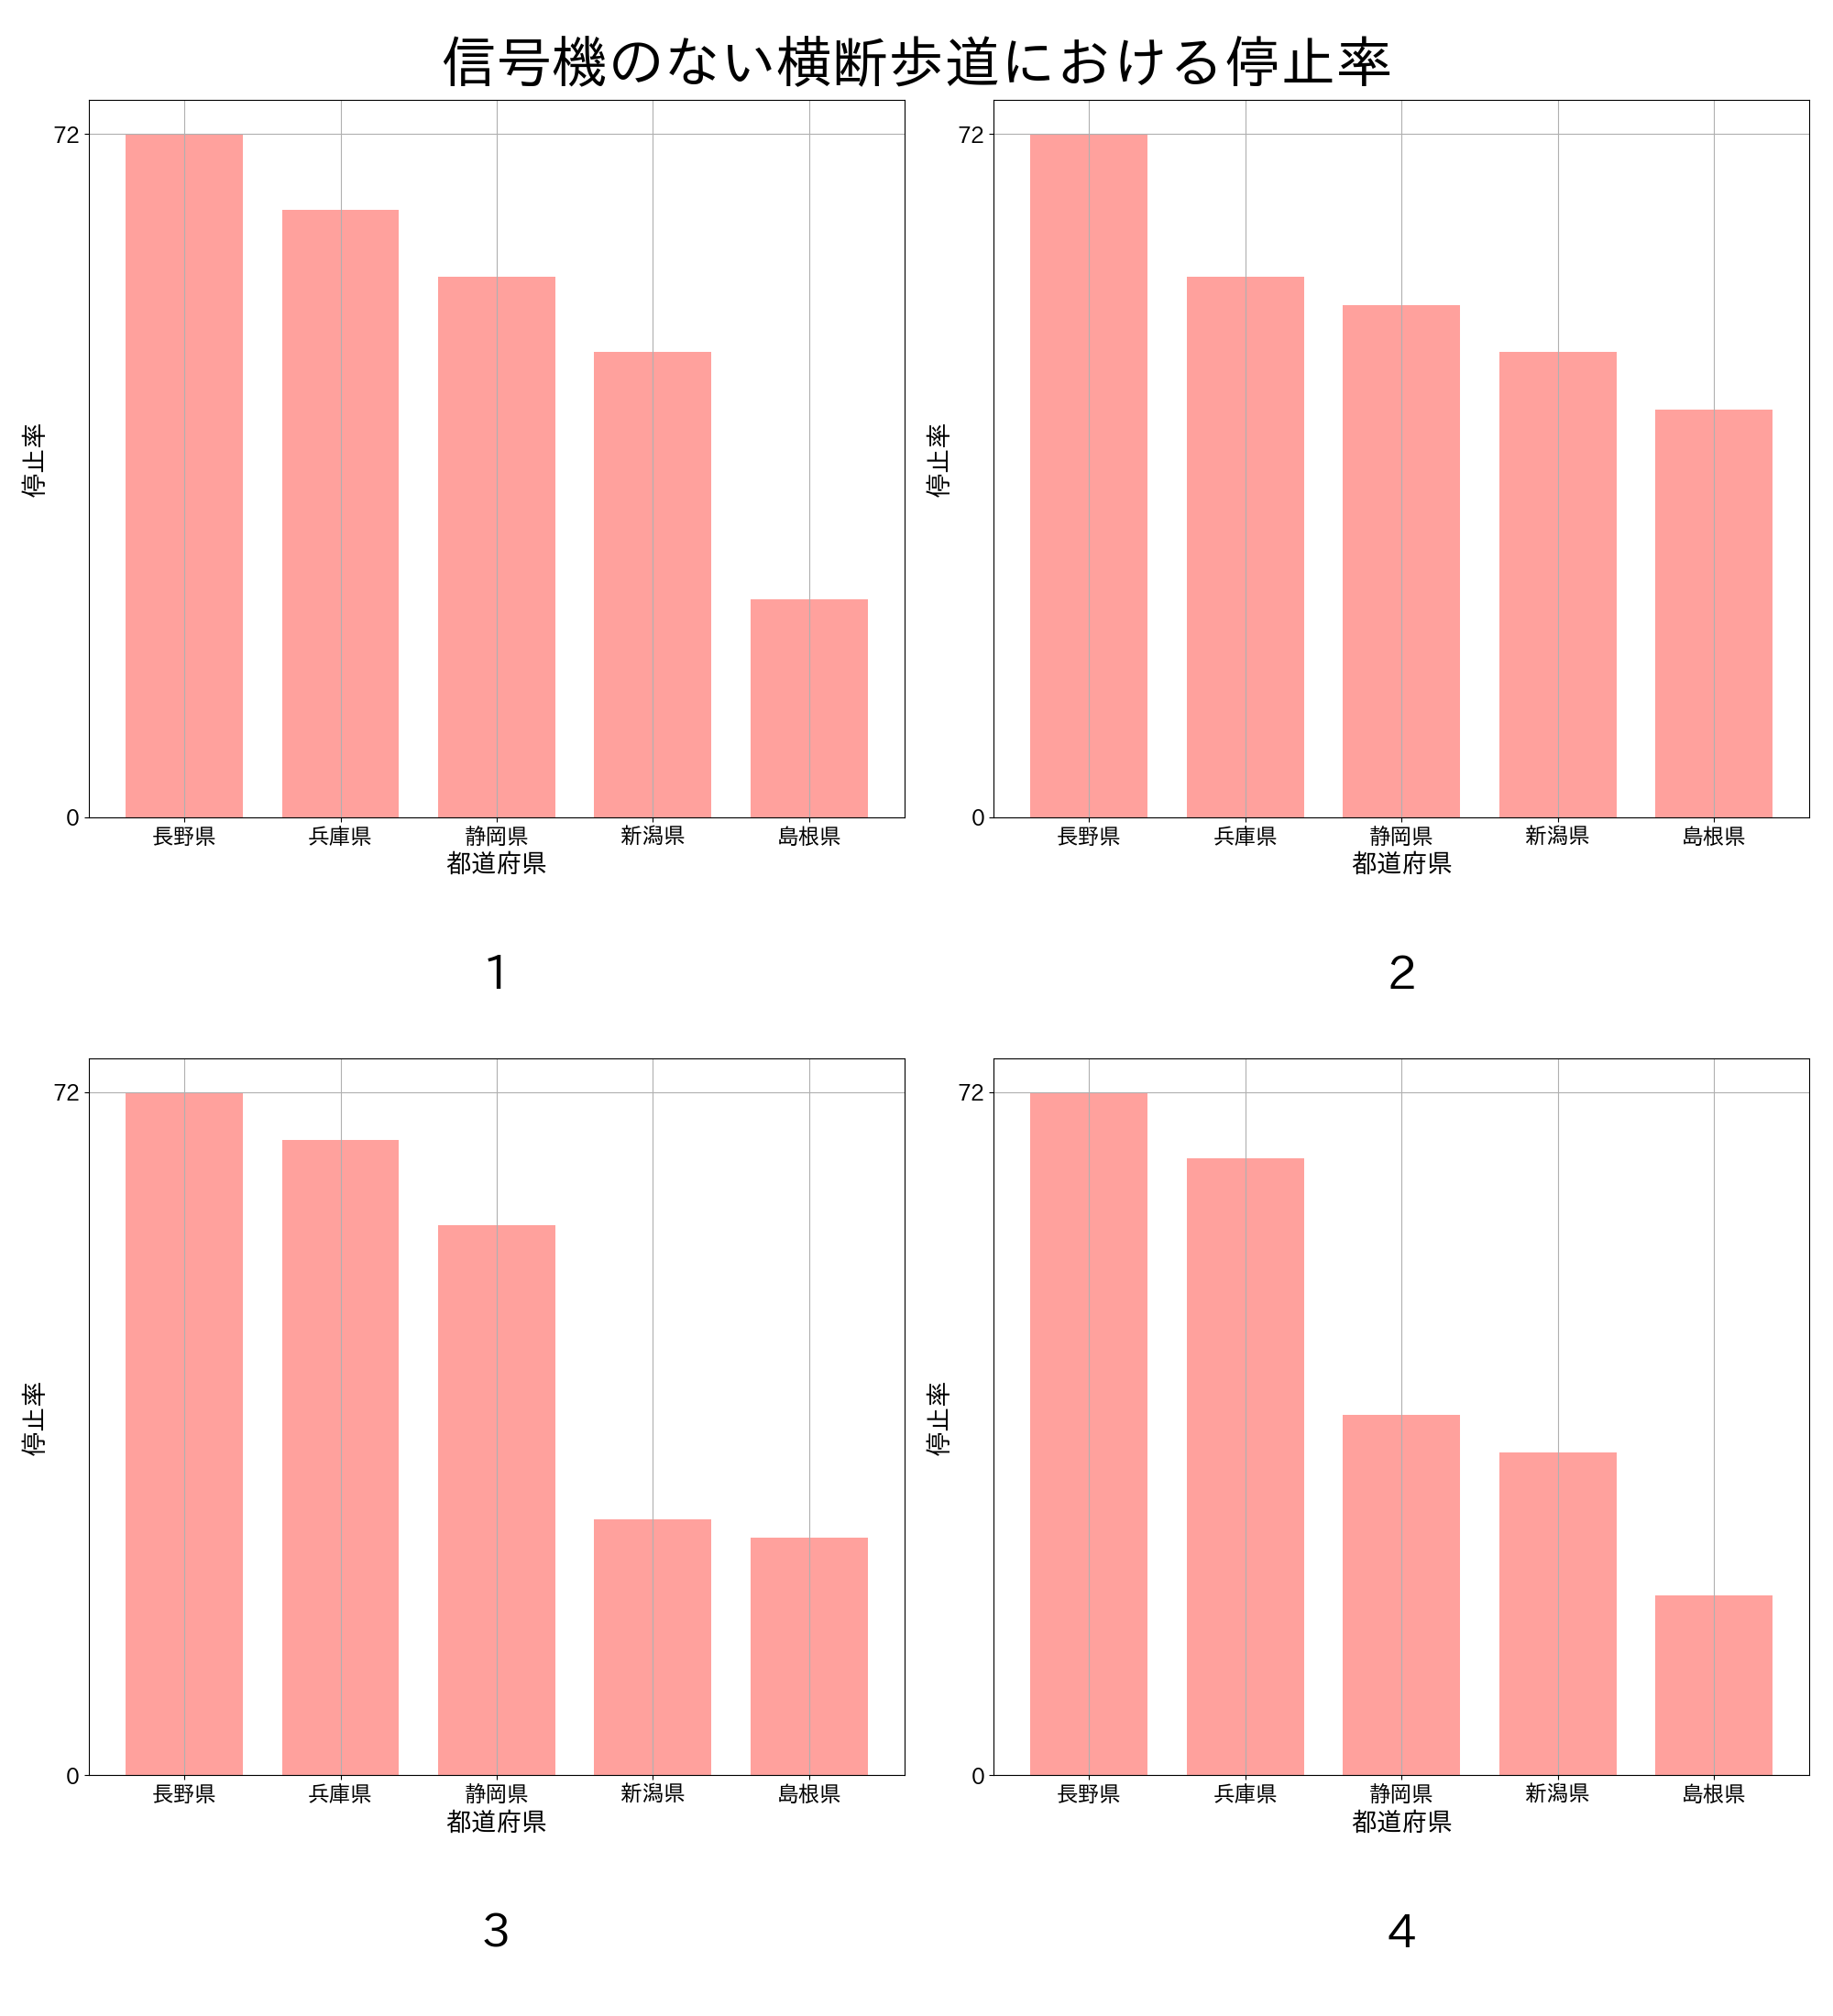 信号機のない横断歩道における停止率
72
0
停止率
長野県 兵庫県 静岡県 新潟県 島根県
都道府県
1
72
0
停止率
長野県 兵庫県 静岡県 新潟県 島根県
都道府県
2
72
0
停止率
長野県 兵庫県 静岡県 新潟県 島根県
都道府県
3
72
0
停止率
長野県 兵庫県 静岡県 新潟県 島根県
都道府県
4